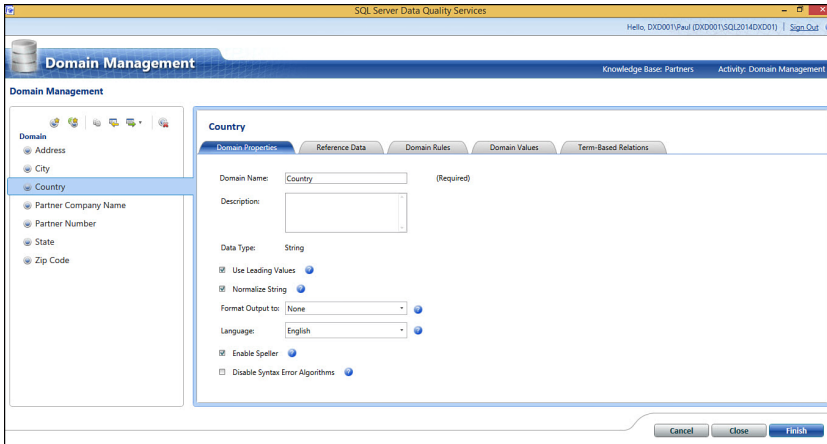 SQL Server Data Quality Services
Hello, DXD001\Paul (DXD001\SQL2014DXD01) | Sign Out
Domain Management
Knowledge Base: Partners Activity: Domain Management
Domain Management
Domain
Address
City
Country
Partner Company Name
Partner Number
State
Zip Code
Country
Domain Properties Reference Data Domain Rules Domain Values Term-Based Relations
Domain Name: Country (Required)
Description:
Data Type: String
Use Leading Values
Normalize String
Format Output to: None
Language: English
Enable Speller
Disable Syntax Error Algorithms
Cancel Close Finish